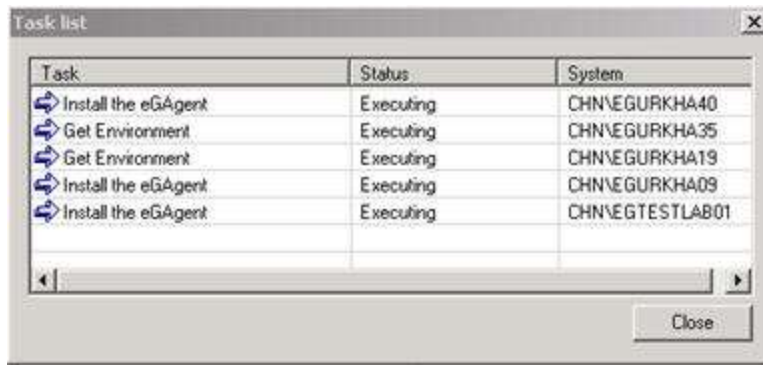 Task list
Task Status System
Install the eGAgent Executing CHN\EGURKHA40
Get Environment Executing CHN\EGURKHA35
Get Environment Executing CHN\EGURKHA19
Install the eGAgent Executing CHN\EGURKHA09
Install the eGAgent Executing CHN\EGTESTLAB01
Close